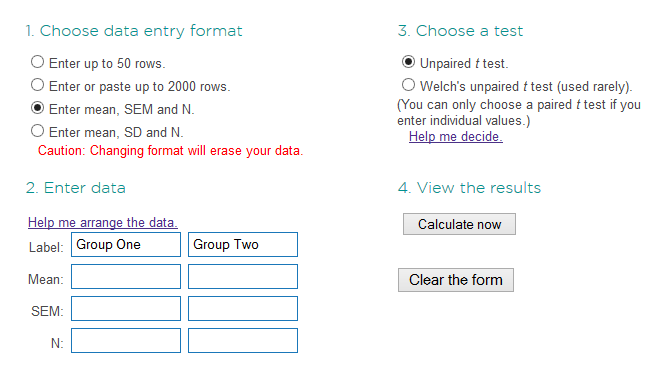 1. Choose data entry format
Enter up to 50 rows.
Enter or paste up to 2000 rows.
Enter mean, SEM and N.
Enter mean, SD and N.
Caution: Changing format will erase your data.
2. Enter data
Help me arrange the data.
Label: Group One Group Two
Mean:
SEM:
N:
3. Choose a test
Unpaired t test.
Welch's unpaired t test (used rarely).
(You can only choose a paired t test if you
enter individual values.)
Help me decide.
4. View the results
Calculate now
Clear the form